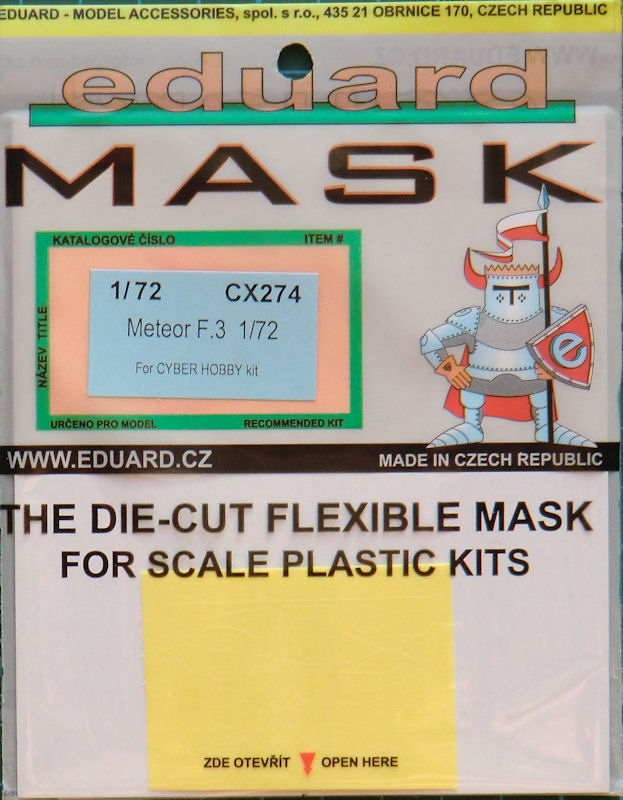 EDUARD - MODEL ACCESSORIES, spol. s r.o., 435 21 OBRNICE 170, CZECH REPUBLIC
eduard
MASK
KATALOGOVÉ ČÍSLO ITEM #
1/72 CX274
Meteor F.3 1/72
For CYBER HOBBY kit
NÁZEV TITLE
URČENO PRO MODEL RECOMMENDED KIT
e
WWW.EDUARD.CZ MADE IN CZECH REPUBLIC
THE DIE-CUT FLEXIBLE MASK
FOR SCALE PLASTIC KITS
ZDE OTEVŘÍT OPEN HERE